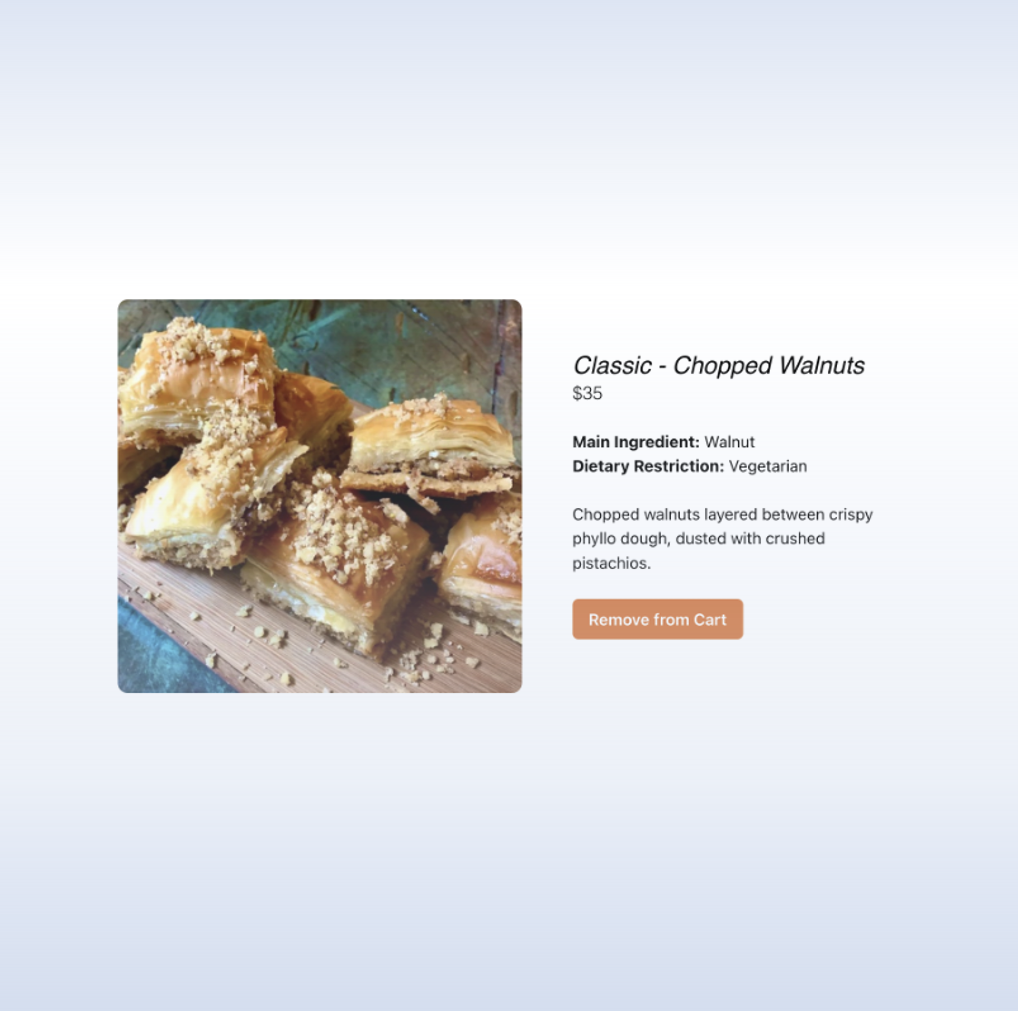 Classic - Chopped Walnuts
$35
Main Ingredient: Walnut
Dietary Restriction: Vegetarian
Chopped walnuts layered between crispy
phyllo dough, dusted with crushed
pistachios.
Remove from Cart